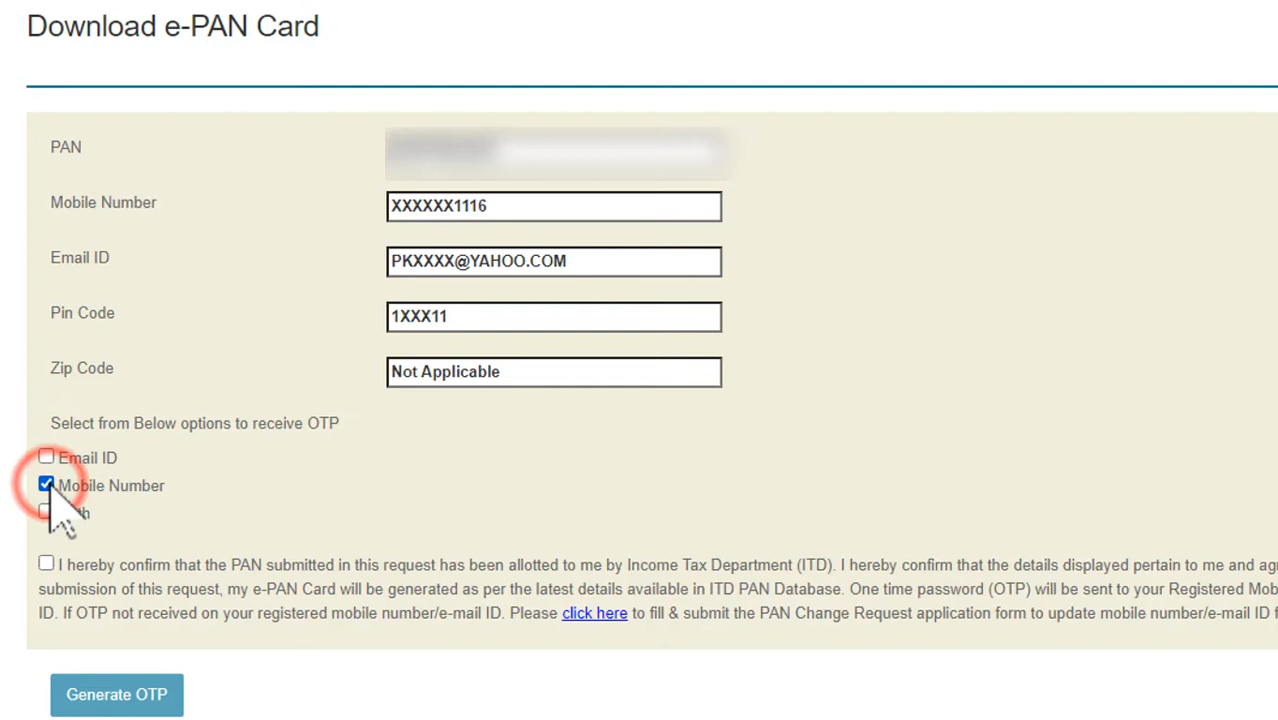 Download e-PAN Card
PAN
Mobile Number
XXXXXX1116
Email ID
PKXXXX@YAHOO.COM
Pin Code
1XXX11
Zip Code
Not Applicable
Select from Below options to receive OTP
Email ID
Mobile Number
I hereby confirm that the PAN submitted in this request has been allotted to me by Income Tax Department (ITD). I hereby confirm that the details displayed pertain to me and
submission of this request, my e-PAN Card will be generated as per the latest details available in ITD PAN Database. One time password (OTP) will be sent to your Registered
ID. If OTP not received on your registered mobile number/e-mail ID. Please click here to fill & submit the PAN Change Request application form to update mobile number/e-mail ID
Generate OTP